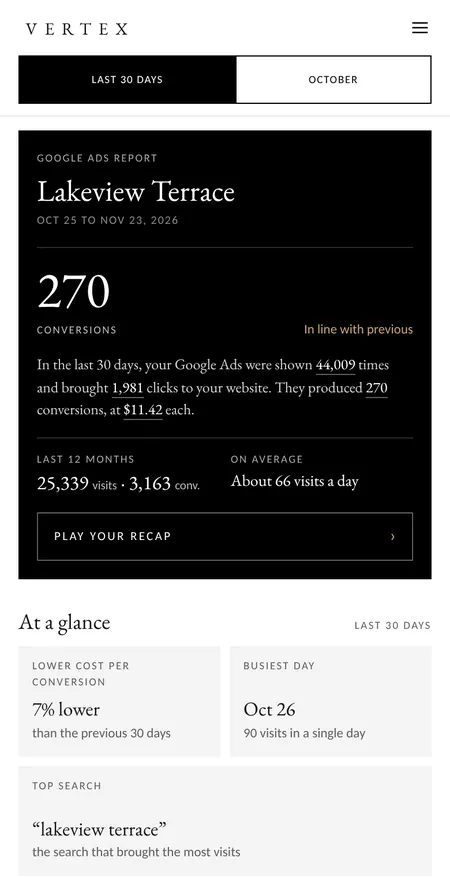 VERTEX
LAST 30 DAYS
OCTOBER
GOOGLE ADS REPORT
Lakeview Terrace
OCT 25 TO NOV 23, 2026
270
CONVERSIONS
In line with previous
In the last 30 days, your Google Ads were shown 44,009 times
and brought 1,981 clicks to your website. They produced 270
conversions, at $11.42 each.
LAST 12 MONTHS
25,339 visits · 3,163 conv.
ON AVERAGE
About 66 visits a day
PLAY YOUR RECAP ›
At a glance
LAST 30 DAYS
LOWER COST PER
CONVERSION
7% lower
than the previous 30 days
BUSIEST DAY
Oct 26
90 visits in a single day
TOP SEARCH
“lakeview terrace”
the search that brought the most visits